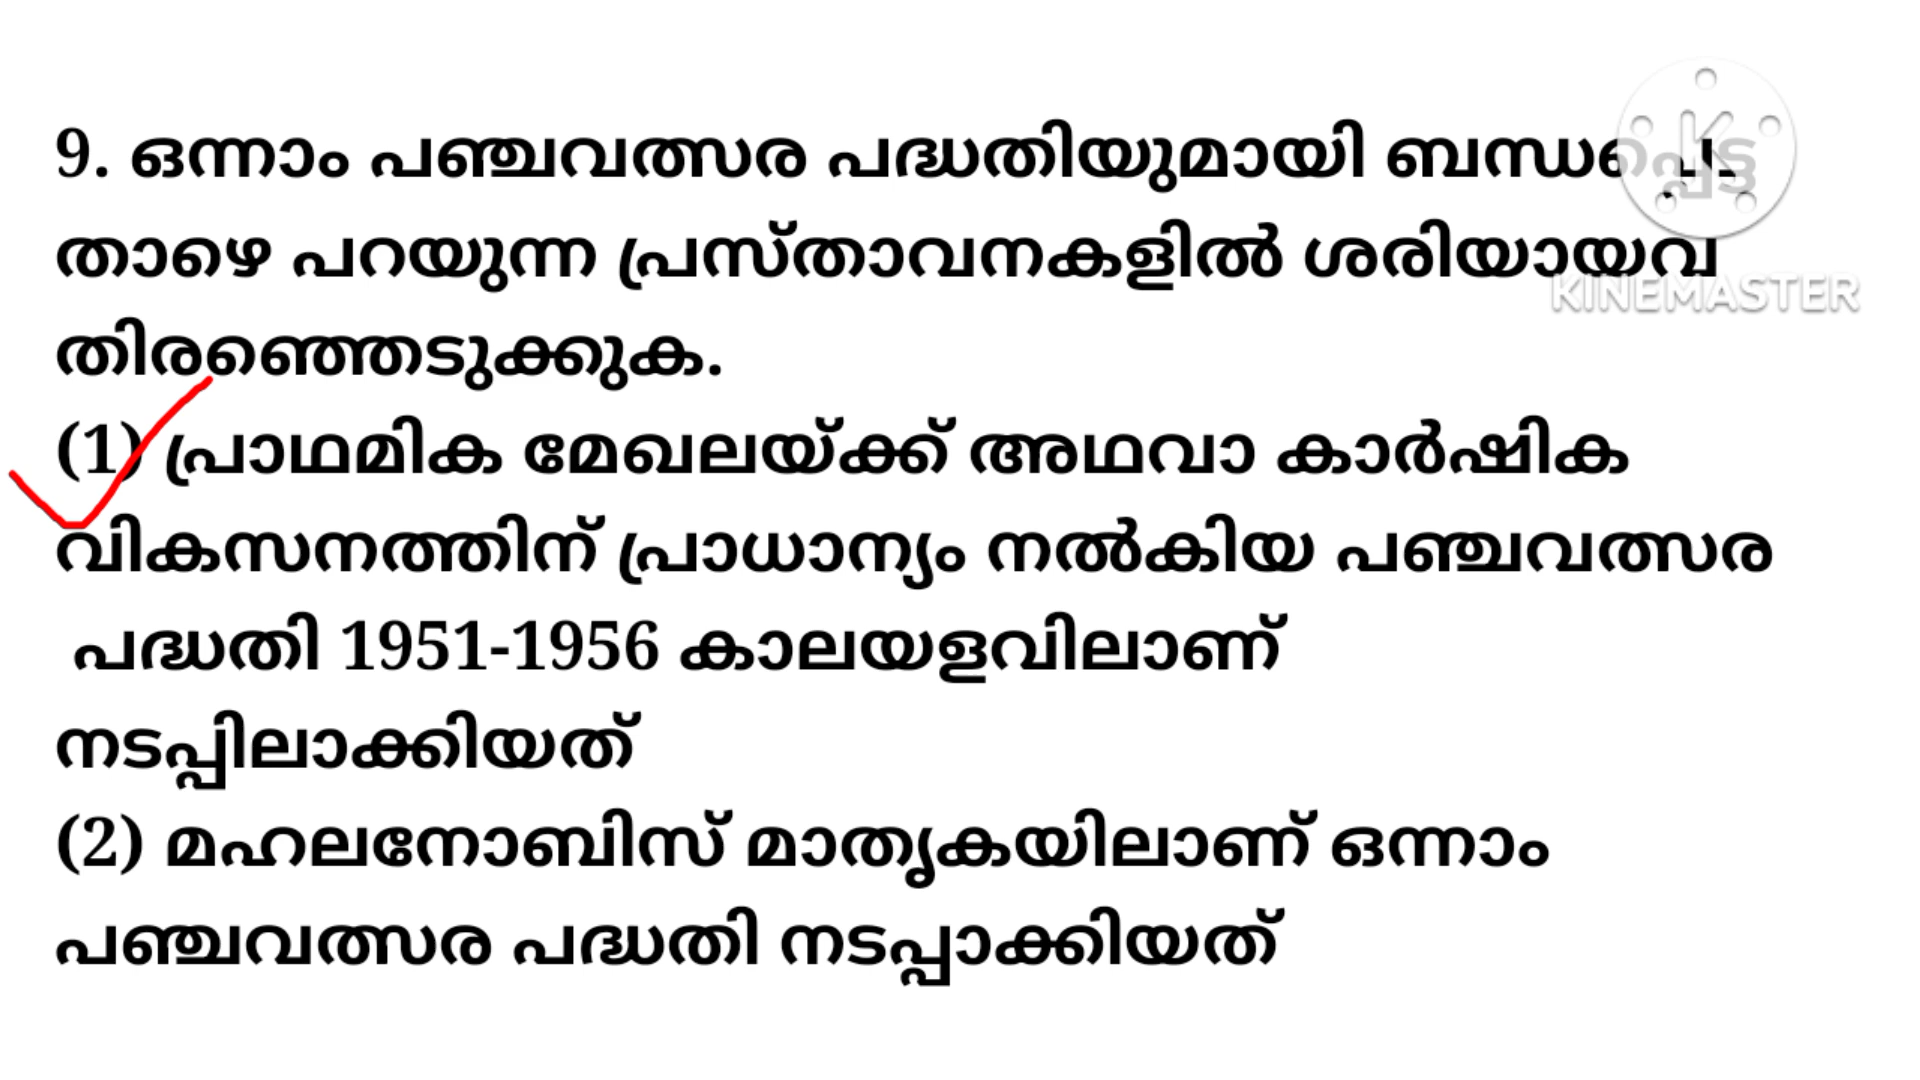 9. ഒന്നാം പഞ്ചവത്സര പദ്ധതിയുമായി ബന്ധപ്പെട്ട
താഴെ പറയുന്ന പ്രസ്താവനകളിൽ ശരിയായവ
KINEMASTER
തിരഞ്ഞെടുക്കുക.
(1) പ്രാഥമിക മേഖലയ്ക്ക് അഥവാ കാർഷിക
വികസനത്തിന് പ്രാധാന്യം നൽകിയ പഞ്ചവത്സര
പദ്ധതി 1951-1956 കാലയളവിലാണ്
നടപ്പിലാക്കിയത്
(2) മഹലനോബിസ് മാതൃകയിലാണ് ഒന്നാം
പഞ്ചവത്സര പദ്ധതി നടപ്പാക്കിയത്